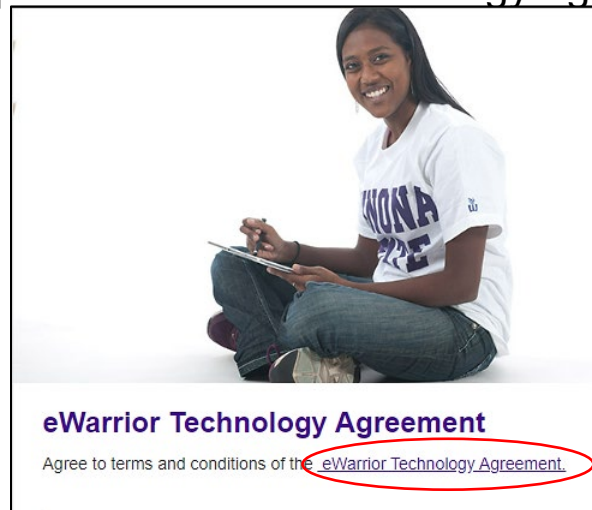 NONA
eWarrior Technology Agreement
Agree to terms and conditions of the eWarrior Technology Agreement.